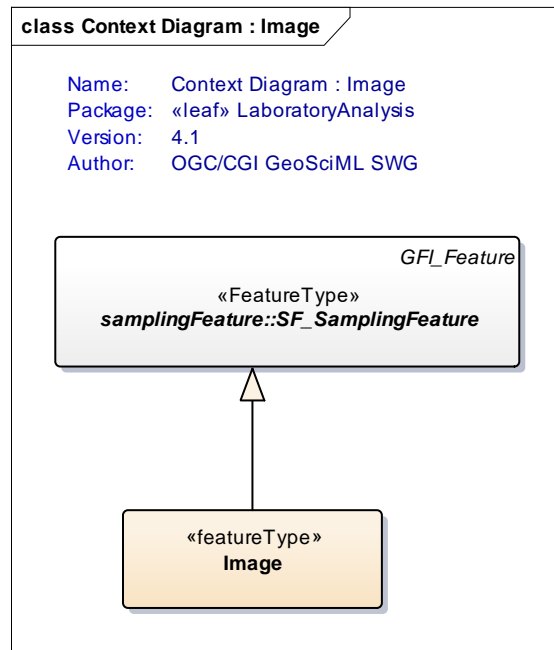 class Context Diagram : Image
Name: Context Diagram : Image
Package: «leaf» LaboratoryAnalysis
Version: 4.1
Author: OGC/CGI GeoSciML SWG
GFI_Feature
«FeatureType»
samplingFeature::SF_SamplingFeature
«featureType»
Image